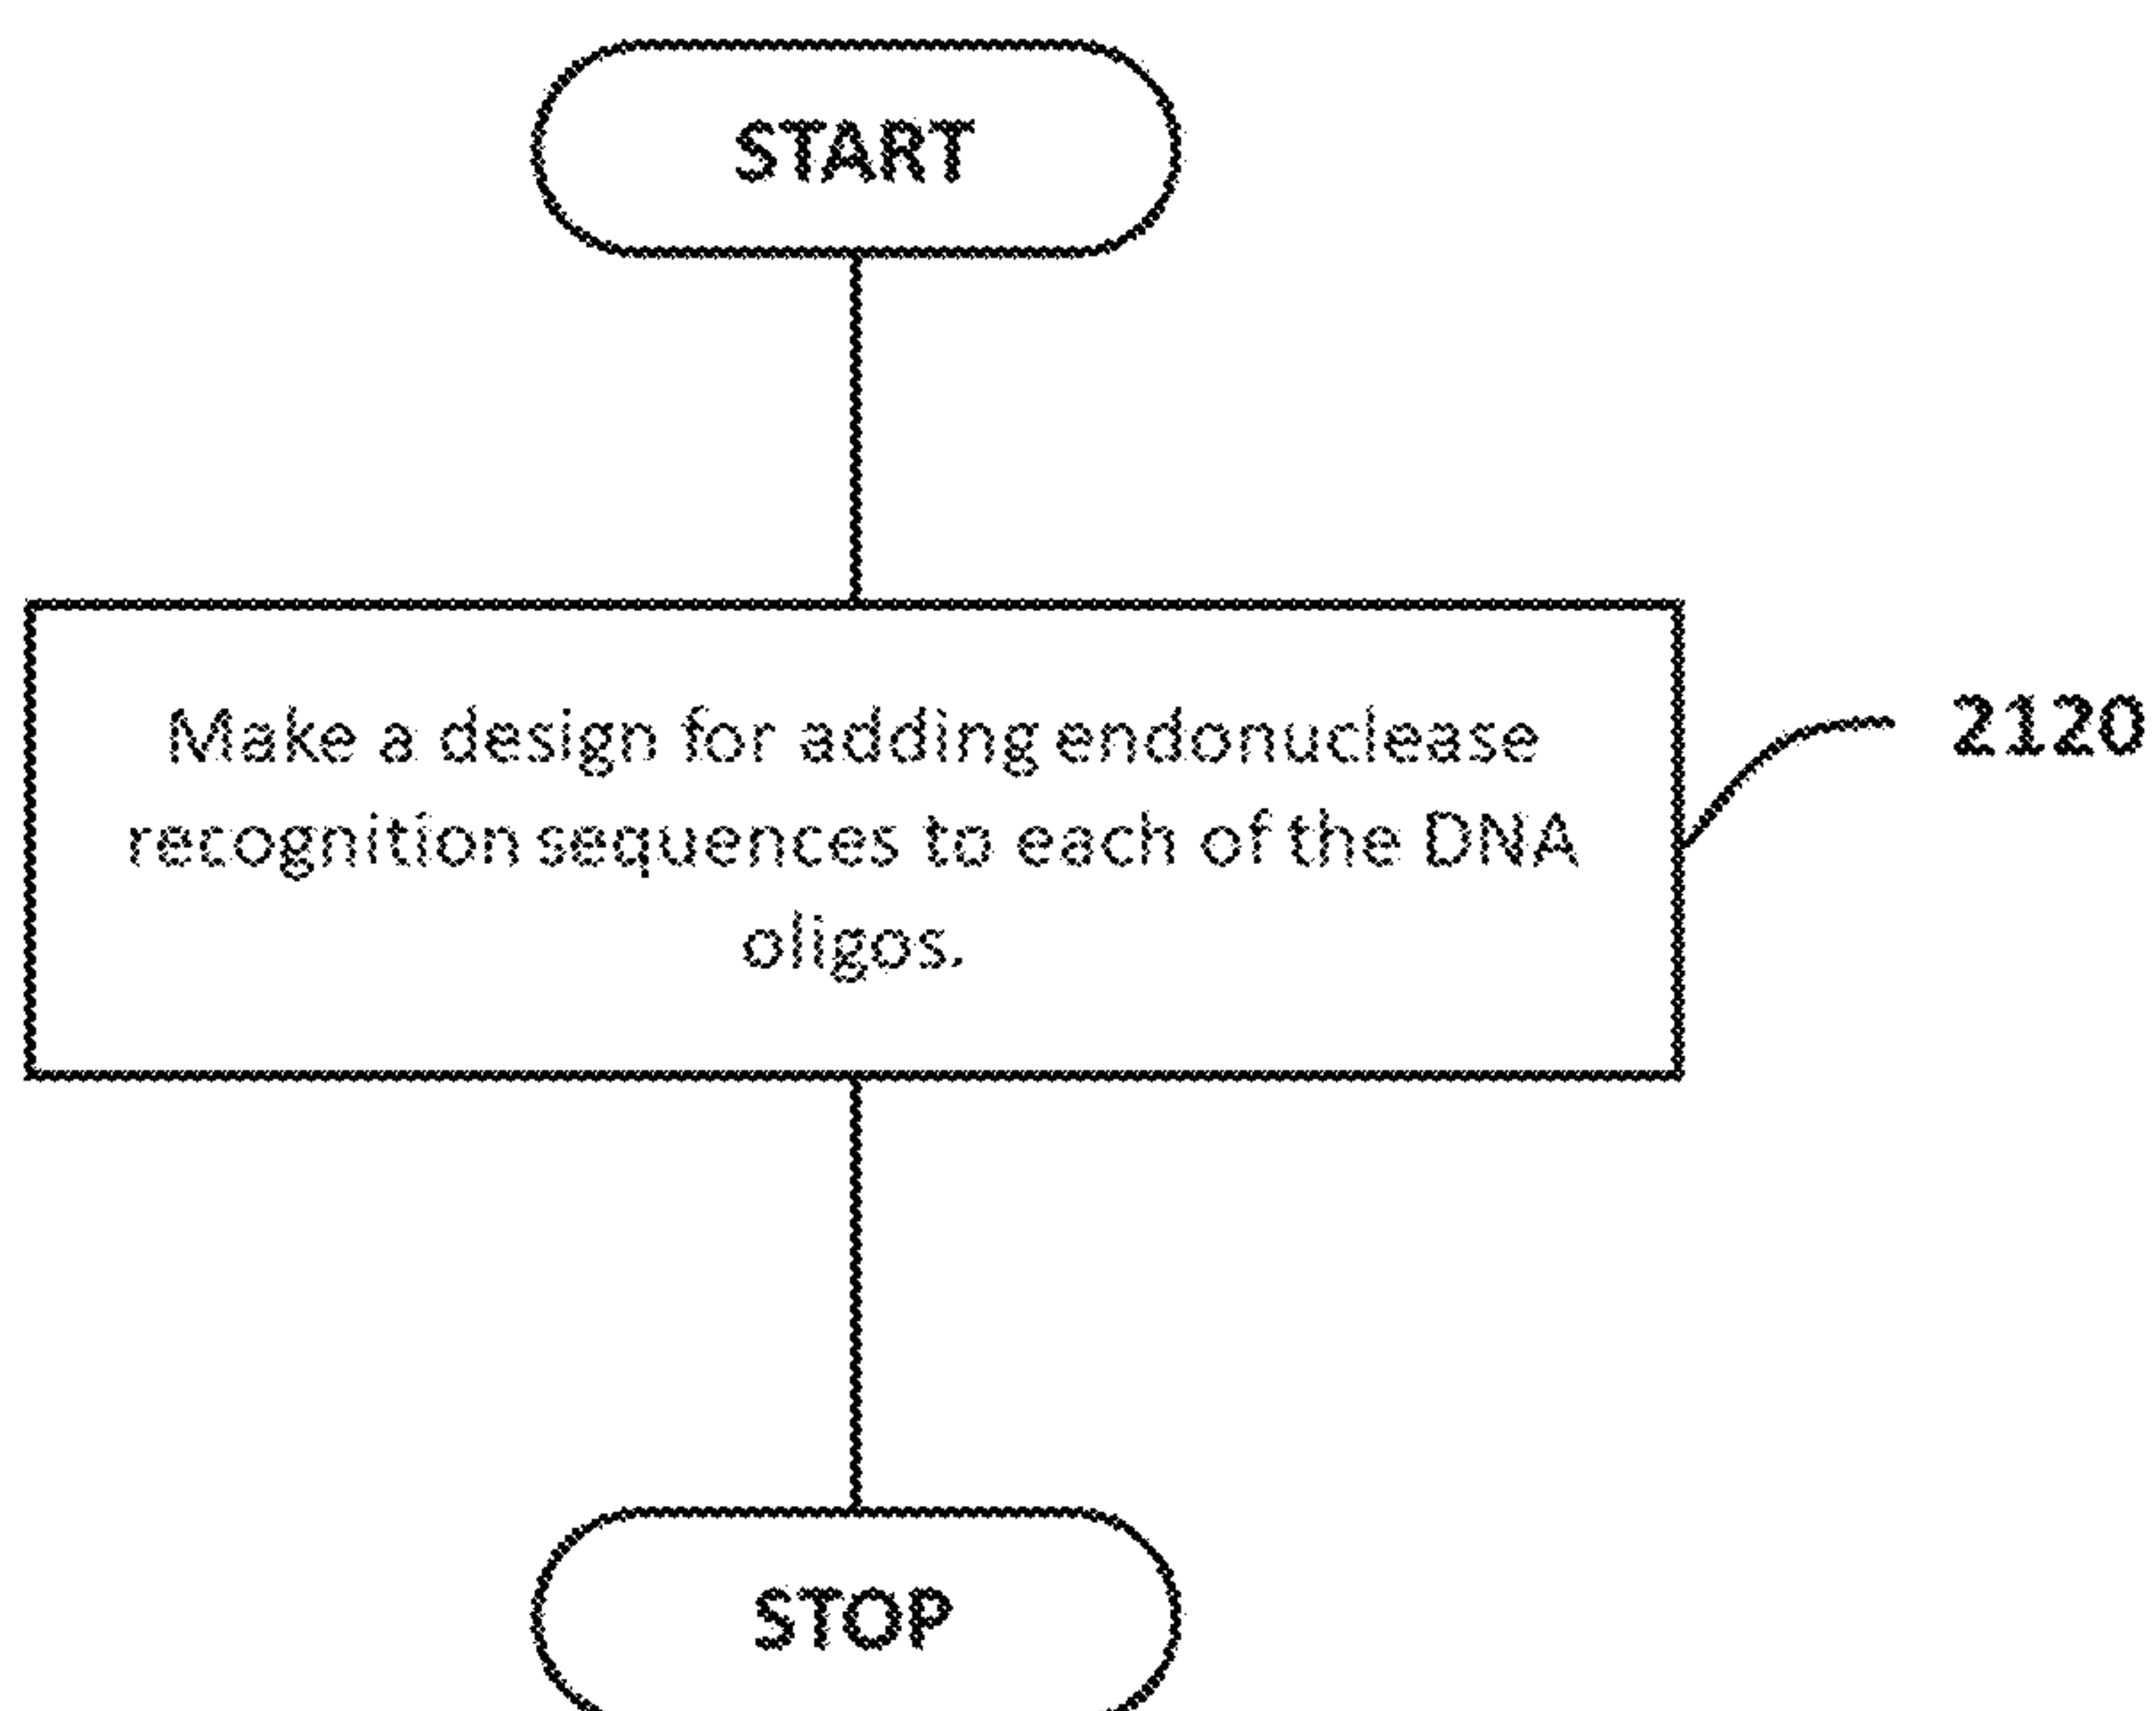 START
Make a design for adding endonuclease
2120
recognition sequences to each of the DNA
oligos.
STOP